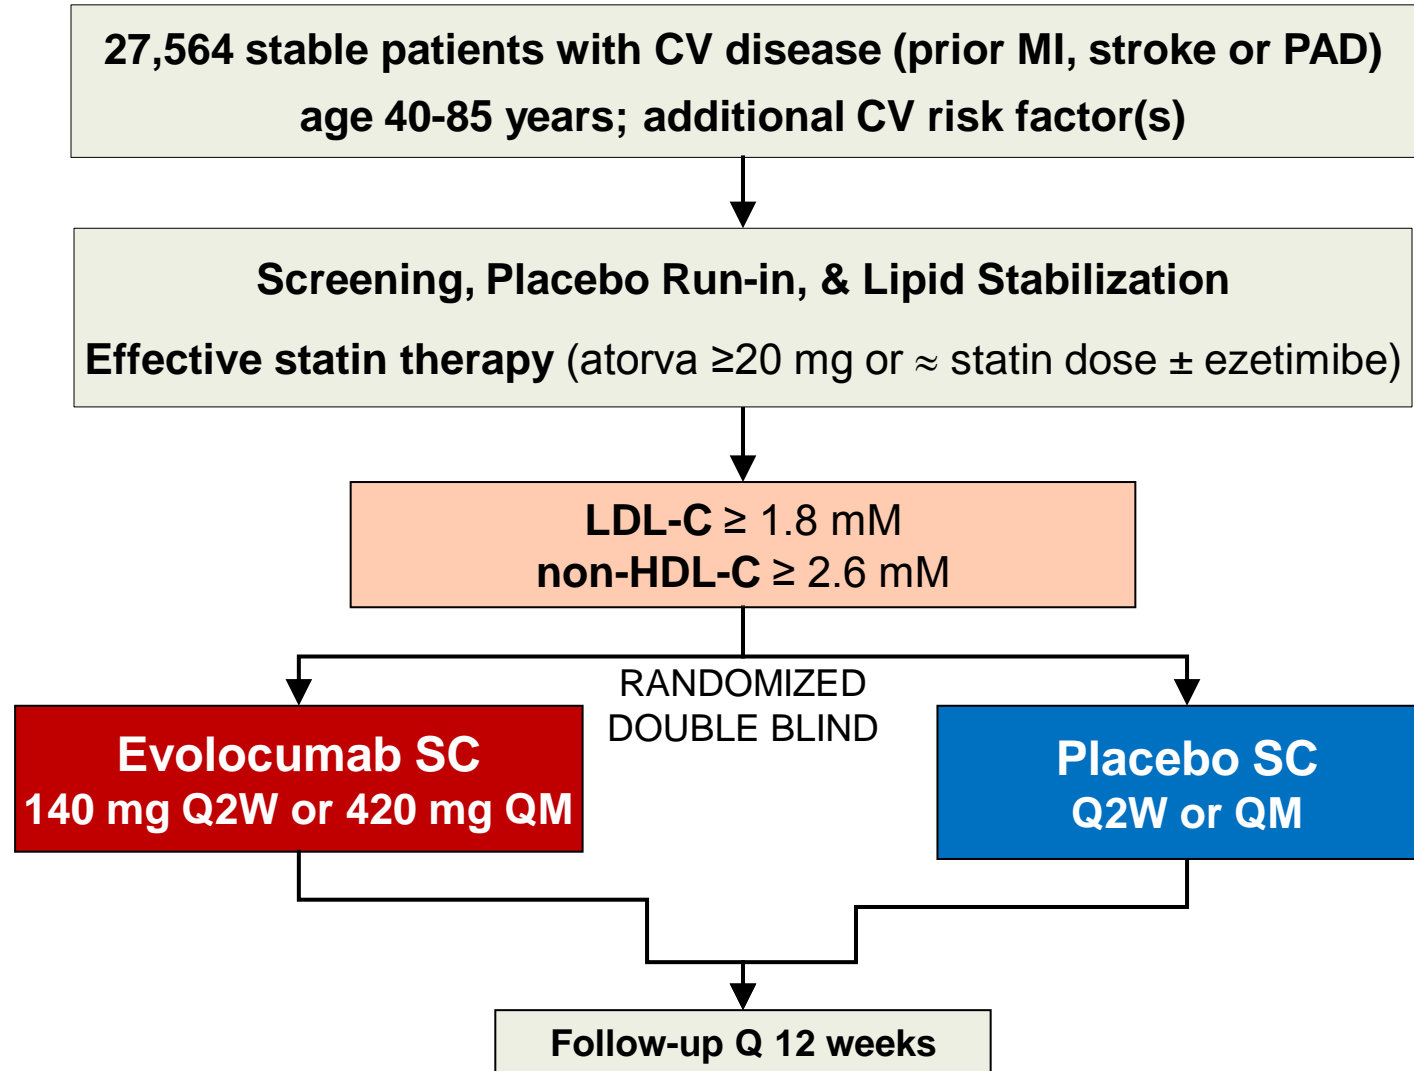 27,564 stable patients with CV disease (prior MI, stroke or PAD)
age 40-85 years; additional CV risk factor(s)
Screening, Placebo Run-in, & Lipid Stabilization
Effective statin therapy (atorva ≥20 mg or ≈ statin dose ± ezetimibe)
LDL-C ≥ 1.8 mM
non-HDL-C ≥ 2.6 mM
RANDOMIZED
DOUBLE BLIND
Evolocumab SC
140 mg Q2W or 420 mg QM
Placebo SC
Q2W or QM
Follow-up Q 12 weeks